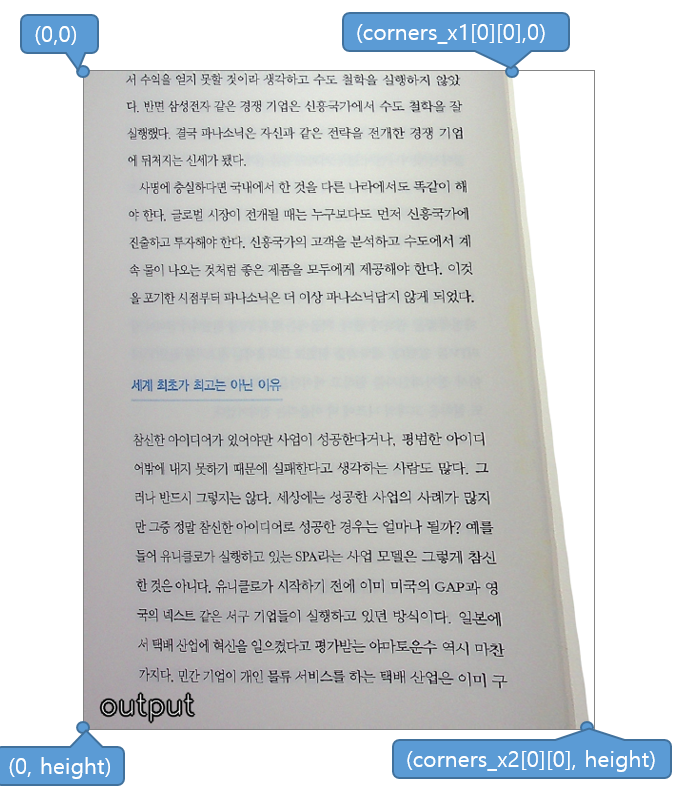 (0,0)
(corners_x1[0][0],0)
서 수익을 얻지 못할 것이라 생각하고 수도 철학을 실행하지 않았
다. 반면 삼성전자 같은 경쟁 기업은 신흥국가에서 수도 철학을 잘
실행했다. 결국 파나소닉은 자신과 같은 전략을 전개한 경쟁 기업
에 뒤처지는 신세가 됐다.
사명에 충실하다면 국내에서 한 것을 다른 나라에서도 똑같이 해
야 한다. 글로벌 시장이 전개될 때는 누구보다도 먼저 신흥국가에
진출하고 투자해야 한다. 신흥국가의 고객을 분석하고 수도에서 계
속 물이 나오는 것처럼 좋은 제품을 모두에게 제공해야 한다. 이것
을 포기한 시점부터 파나소닉은 더 이상 파나소닉답지 않게 되었다.
세계 최초가 최고는 아닌 이유
참신한 아이디어가 있어야만 사업이 성공한다거나, 평범한 아이디
어밖에 내지 못하기 때문에 실패한다고 생각하는 사람도 많다. 그
러나 반드시 그렇지는 않다. 세상에는 성공한 사업의 사례가 많지
만 그중 정말 참신한 아이디어로 성공한 경우는 얼마나 될까? 예를
들어 유니클로가 실행하고 있는 SPA라는 사업 모델은 그렇게 참신
한 것은 아니다. 유니클로가 시작하기 전에 이미 미국의 GAP과 영
국의 넥스트 같은 서구 기업들이 실행하고 있던 방식이다. 일본에
서 택배 산업에 혁신을 일으켰다고 평가받는 야마토운수 역시 마찬
가지다. 민간 기업이 개인 물류 서비스를 하는 택배 산업은 이미 구
output
(0, height)
(corners_x2[0][0], height)